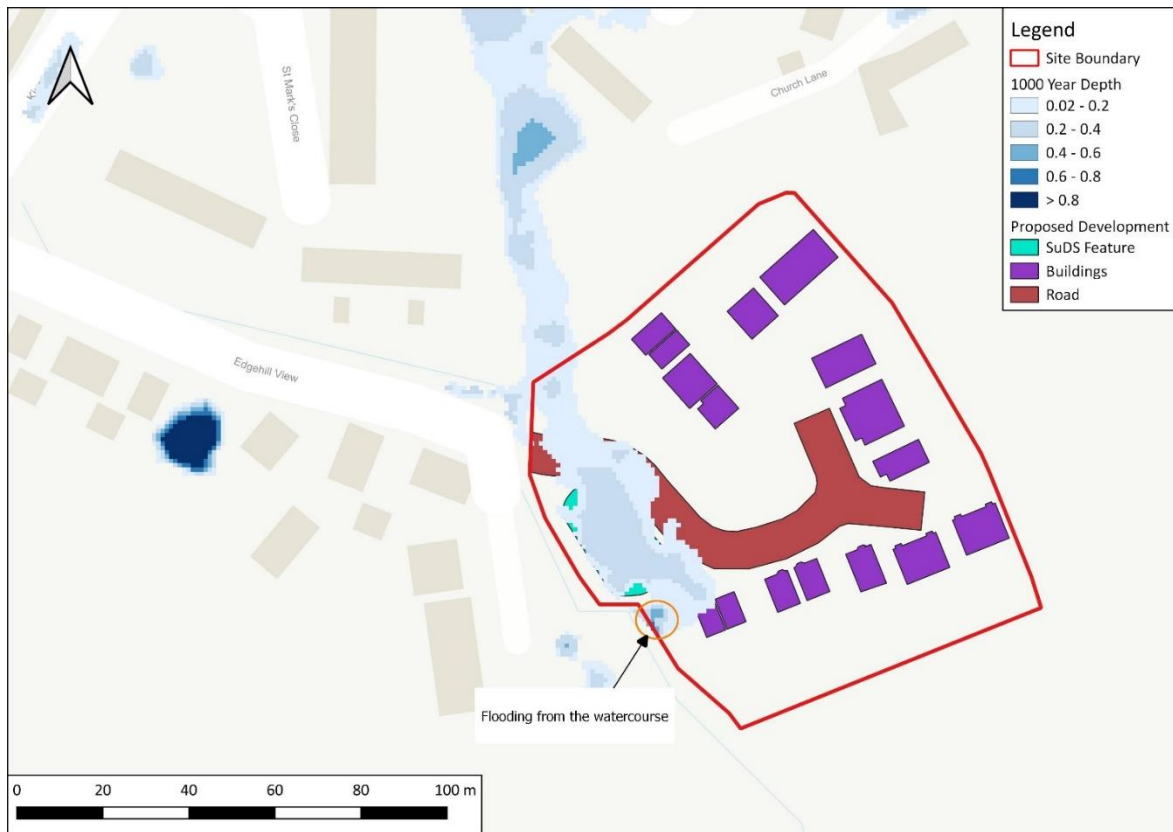 Legend
Site Boundary
1000 Year Depth
0.02 - 0.2
0.2 - 0.4
0.4 - 0.6
0.6 - 0.8
> 0.8
Proposed Development
SuDS Feature
Buildings
Road
St Mark's Close
Church Lane
Edgehill View
Flooding from the watercourse
0 20 40 60 80 100 m